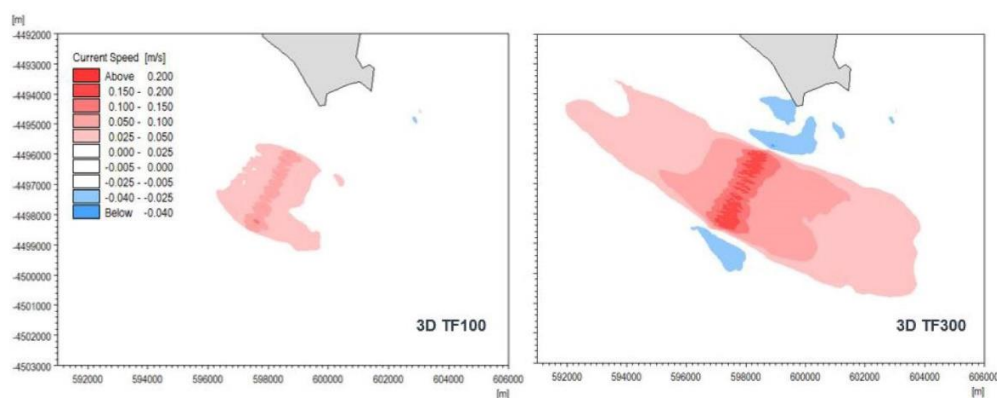 [m]
-4492000
-4493000
-4494000
-4495000
-4496000
-4497000
-4498000
-4499000
-4500000
-4501000
-4502000
-4503000
Current Speed [m/s]
Above 0.200
0.150 - 0.200
0.100 - 0.150
0.050 - 0.100
0.025 - 0.050
0.000 - 0.025
-0.005 - 0.000
-0.025 - -0.005
-0.040 - -0.025
Below -0.040
3D TF100
592000 594000 596000 598000 600000 602000 604000 606000
[m]
3D TF300
592000 594000 596000 598000 600000 602000 604000 606000
[m]